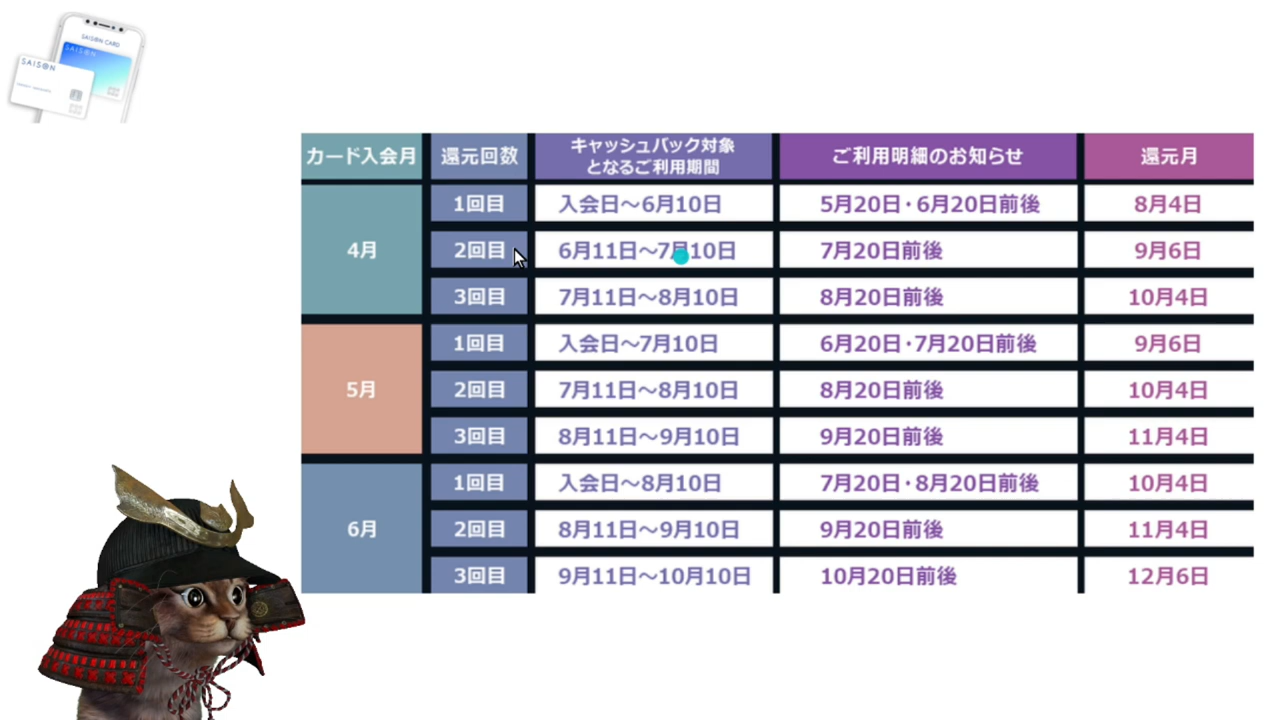 SAISON CARD
SAISON
SAISON
カード入会月 還元回数 キャッシュバック対象 ご利用明細のお知らせ 還元月
となるご利用期間
4月 1回目 入会日～6月10日 5月20日・6月20日前後 8月4日
2回目 6月11日～7月10日 7月20日前後 9月6日
3回目 7月11日～8月10日 8月20日前後 10月4日
5月 1回目 入会日～7月10日 6月20日・7月20日前後 9月6日
2回目 7月11日～8月10日 8月20日前後 10月4日
3回目 8月11日～9月10日 9月20日前後 11月4日
6月 1回目 入会日～8月10日 7月20日・8月20日前後 10月4日
2回目 8月11日～9月10日 9月20日前後 11月4日
3回目 9月11日～10月10日 10月20日前後 12月6日